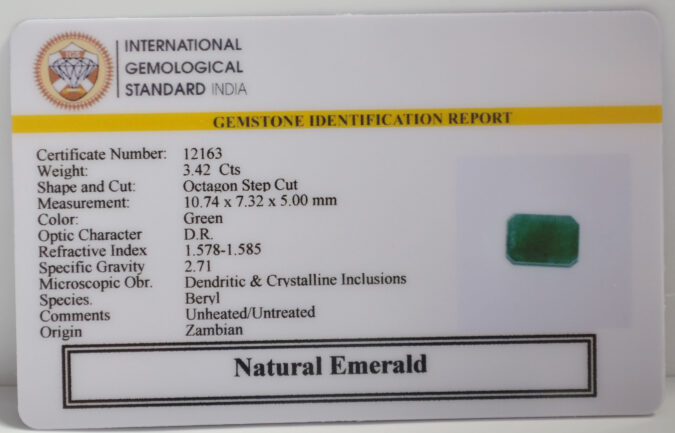 IGS
INTERNATIONAL
GEMOLOGICAL
STANDARD INDIA
GEMSTONE IDENTIFICATION REPORT
Certificate Number: 12163
Weight: 3.42 Cts
Shape and Cut: Octagon Step Cut
Measurement: 10.74 x 7.32 x 5.00 mm
Color: Green
Optic Character D.R.
Refractive Index 1.578-1.585
Specific Gravity 2.71
Microscopic Obr. Dendritic & Crystalline Inclusions
Species. Beryl
Comments Unheated/Untreated
Origin Zambian
Natural Emerald